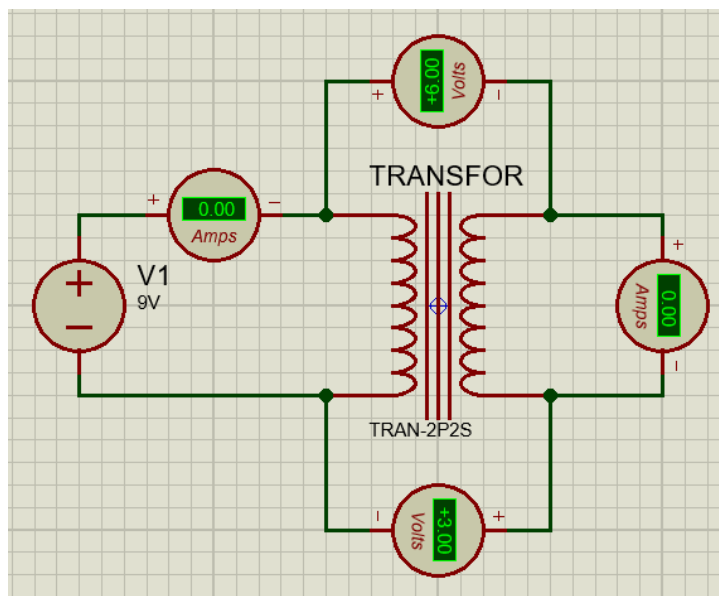 +6.00
Volts
TRANSFOR
+ −
0.00
Amps
V1
9V
0.00
Amps
TRAN-2P2S
+3.00
Volts